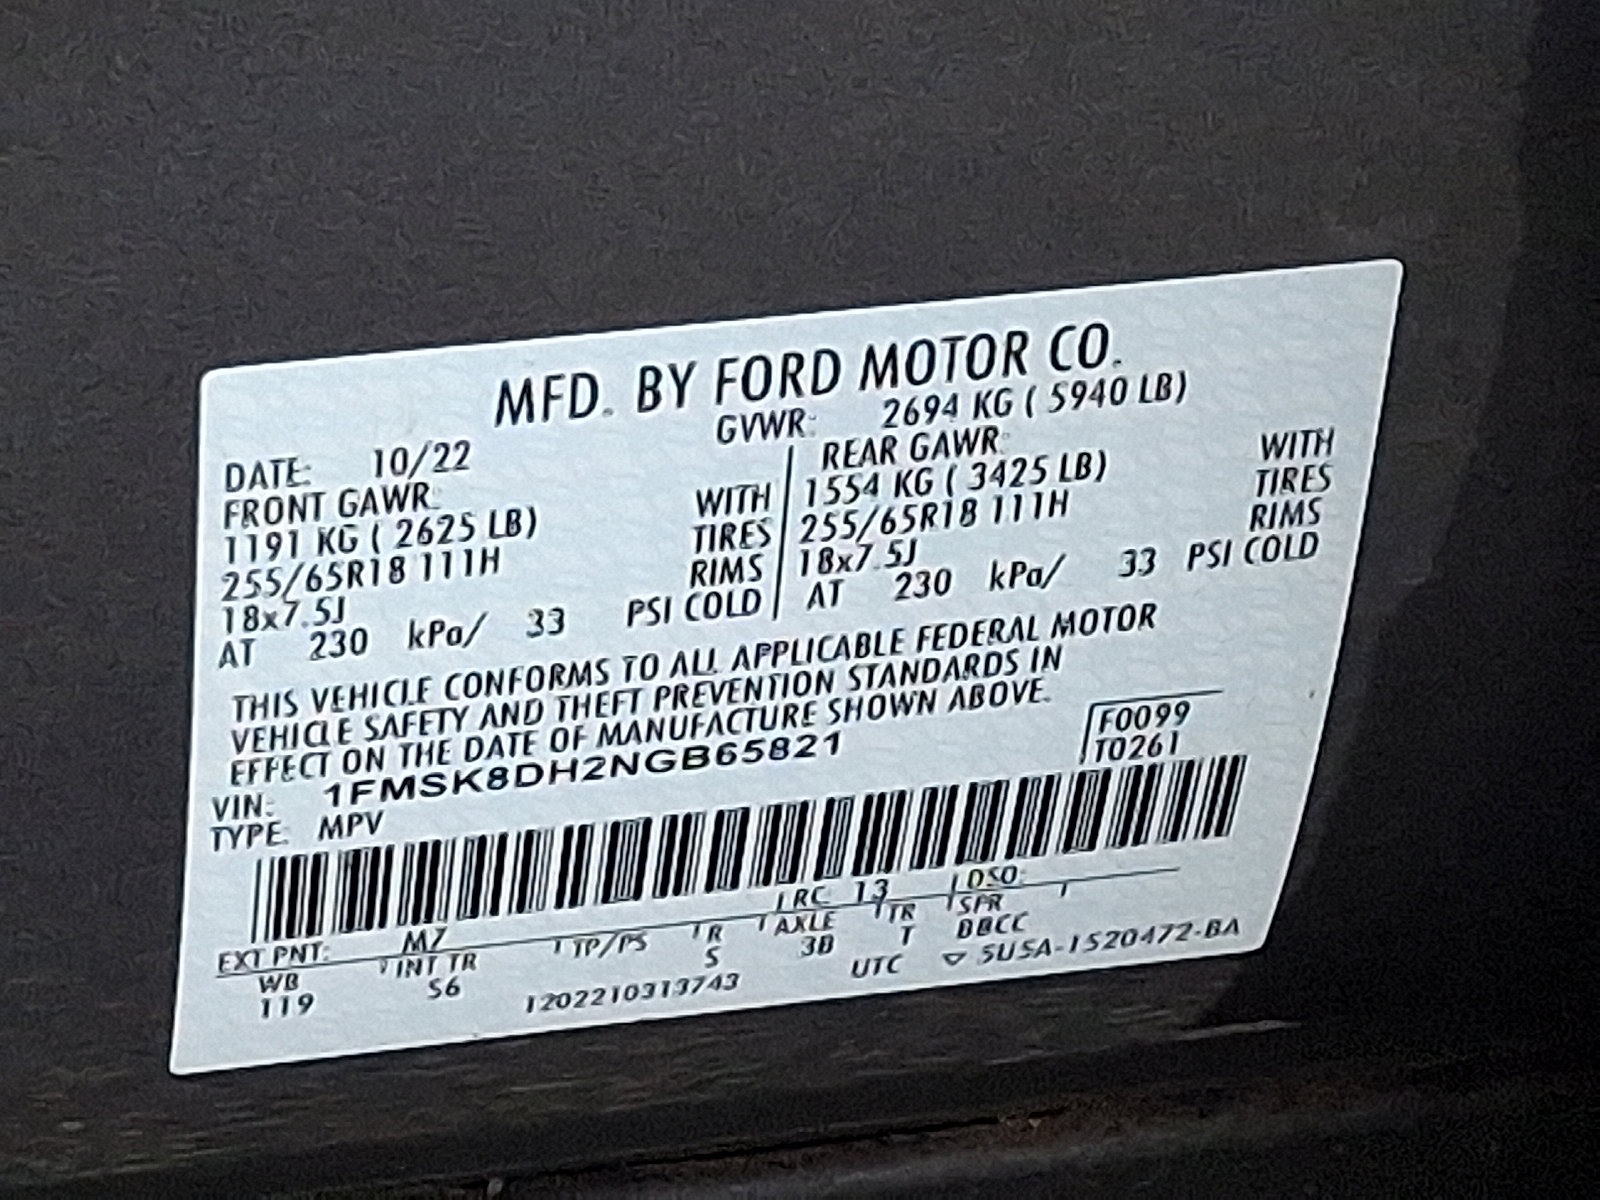 MFD. BY FORD MOTOR CO.
DATE: 10/22 GVWR: 2694 KG ( 5940 LB)
FRONT GAWR: REAR GAWR:
1191 KG ( 2625 LB) WITH 1554 KG ( 3425 LB) WITH
255/65R18 111H TIRES 255/65R18 111H TIRES
18x7.5J RIMS 18x7.5J RIMS
AT 230 kPa/ 33 PSI COLD AT 230 kPa/ 33 PSI COLD
THIS VEHICLE CONFORMS TO ALL APPLICABLE FEDERAL MOTOR
VEHICLE SAFETY AND THEFT PREVENTION STANDARDS IN
EFFECT ON THE DATE OF MANUFACTURE SHOWN ABOVE.
VIN: 1FMSK8DH2NGB65821 F0099
TYPE: MPV T0261
EXT PNT: M7 RC: 13 DSO:
WB INT TR TP/PS R AXLE TR SPR
119 S6 S 3B T DBCC
1202210313743 UTC ▽ 5U5A-1520472-BA